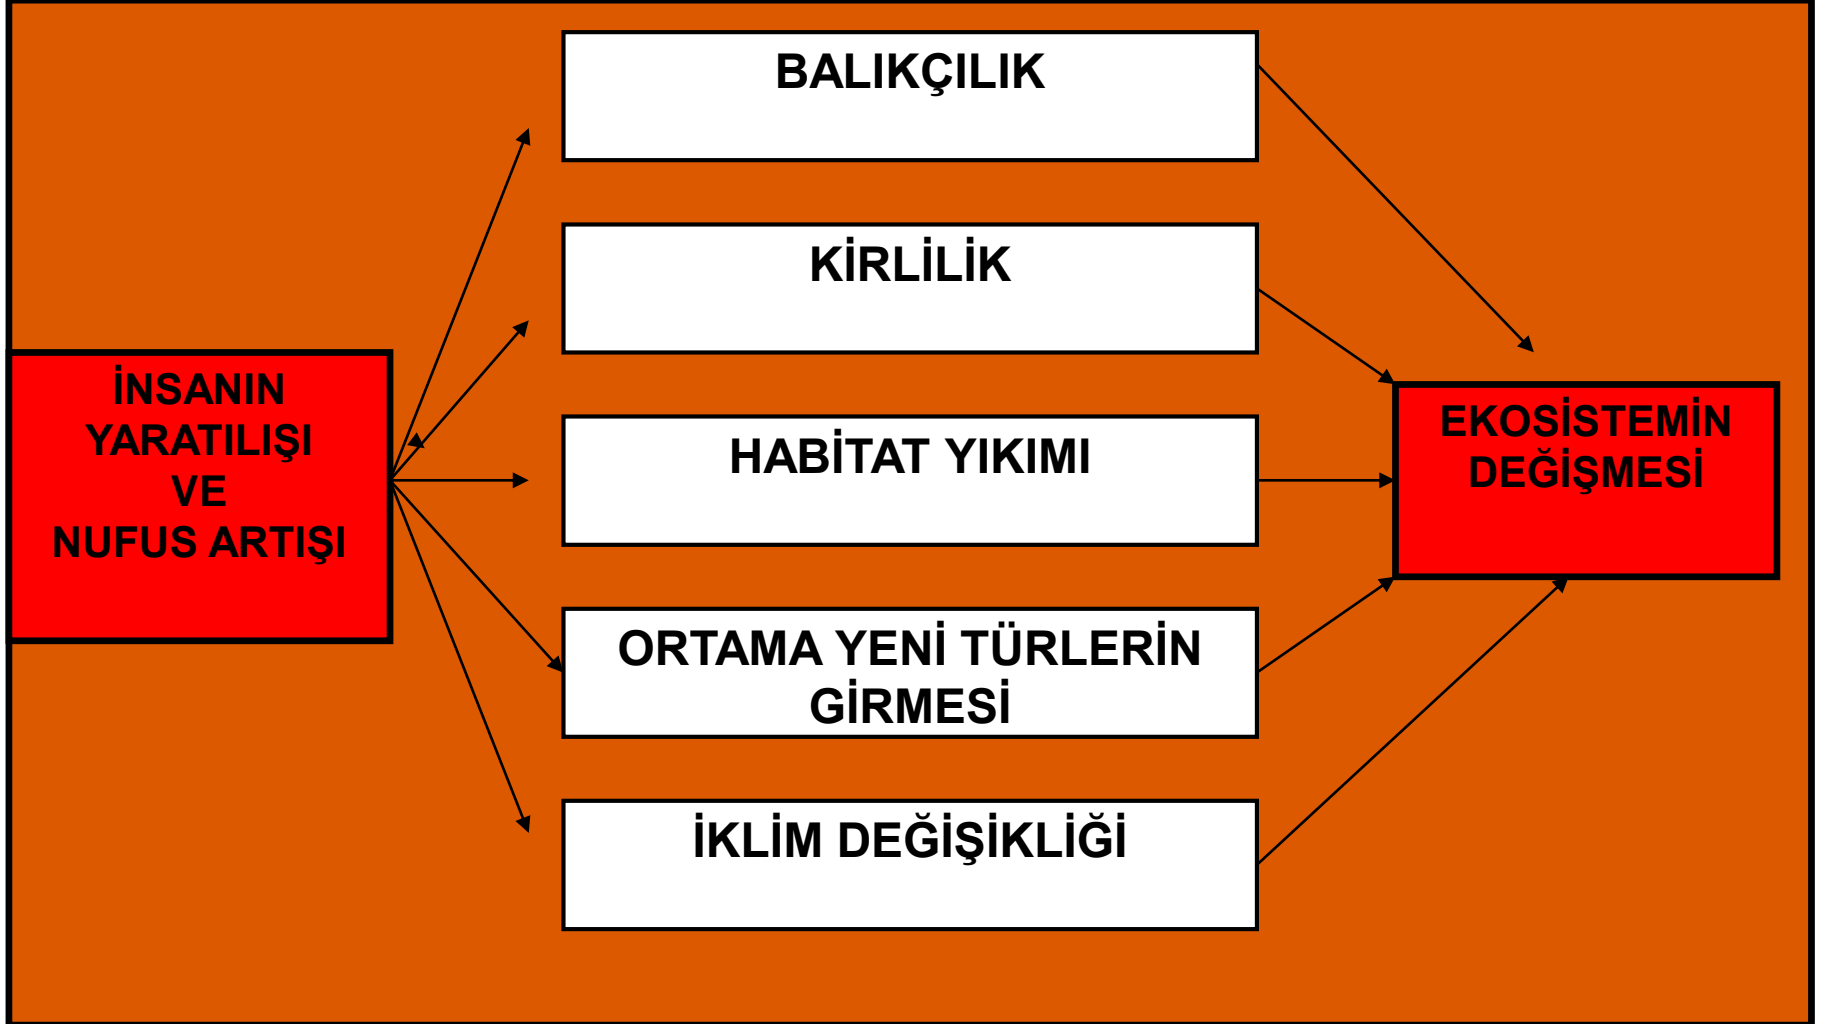 BALIKÇILIK
KİRLİLİK
İNSANIN
YARATILIŞI
VE
NUFUS ARTIŞI
HABİTAT YIKIMI
EKOSİSTEMİN
DEĞİŞMESİ
ORTAMA YENİ TÜRLERİN
GİRMESİ
İKLİM DEĞİŞİKLİĞİ